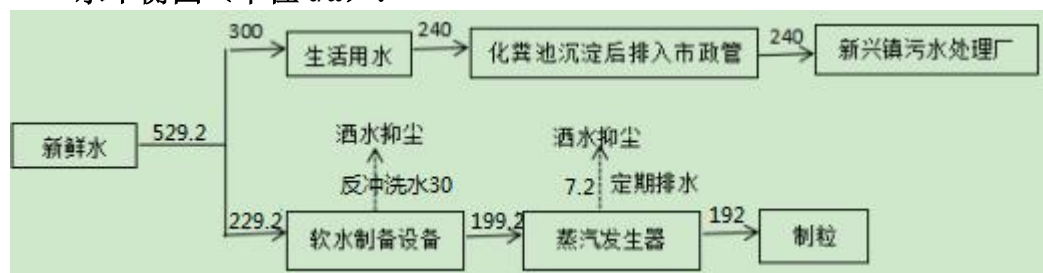 300
生活用水
240
化粪池沉淀后排入市政管
240
新兴镇污水处理厂
新鲜水
529.2
洒水抑尘
洒水抑尘
反冲洗水30
7.2 定期排水
229.2
软水制备设备
199.2
蒸汽发生器
192
制粒